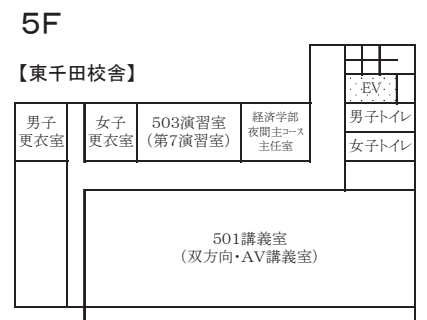 5F
【東千田校舎】
EV
男子
更衣室
女子
更衣室
503演習室
(第7演習室)
経済学部
夜間主コース
主任室
男子トイレ
女子トイレ
501講義室
(双方向・AV講義室)